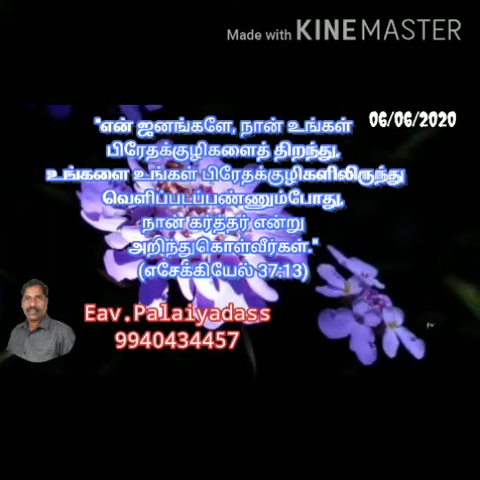 Made with KINEMASTER
06/06/2020
"என் ஜனங்களே, நான் உங்கள்
பிரேதக்குழிகளைத் திறந்து,
உங்களை உங்கள் பிரேதக்குழிகளிலிருந்து
வெளிப்படப்பண்ணும்போது,
நான் கர்த்தர் என்று
அறிந்துகொள்வீர்கள்."
(எசேக்கியேல் 37:13)
Eav.Palaiyadass
9940434457